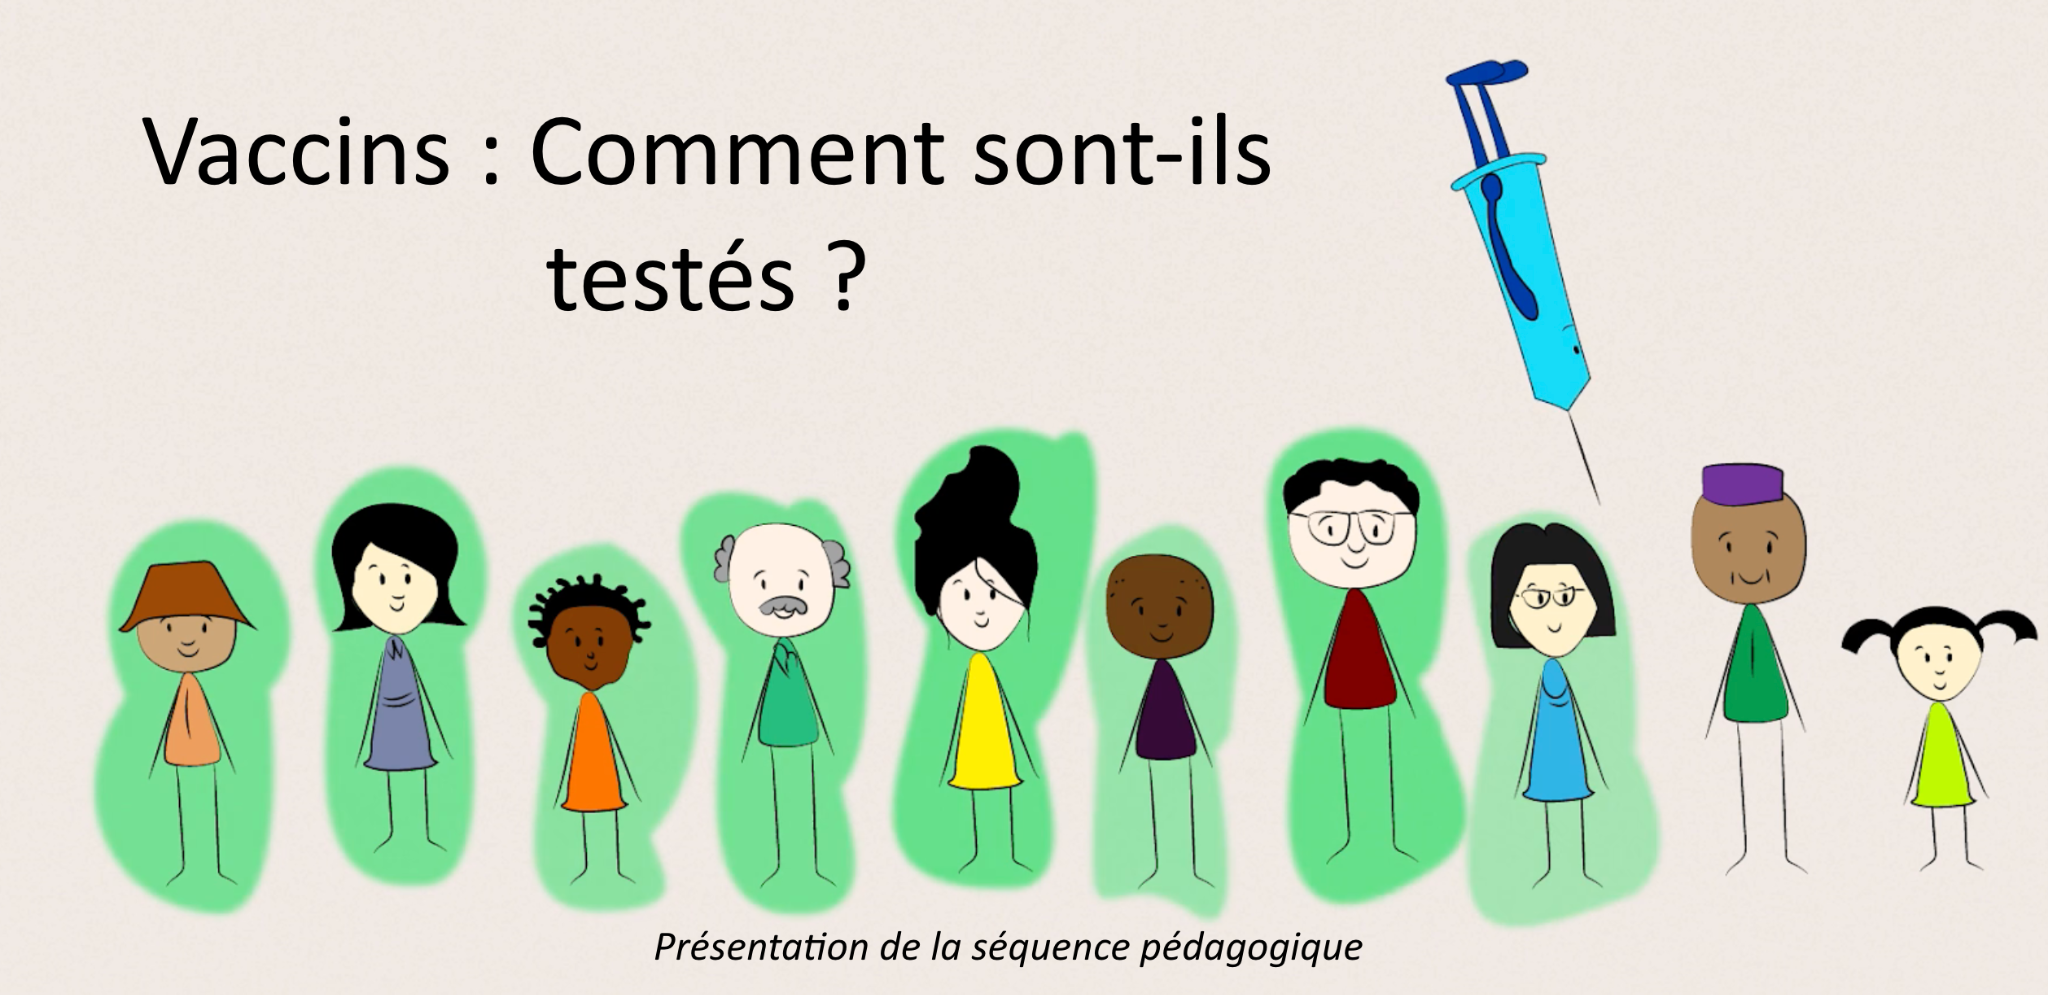 Vaccins : Comment sont-ils
testés ?
Présentation de la séquence pédagogique